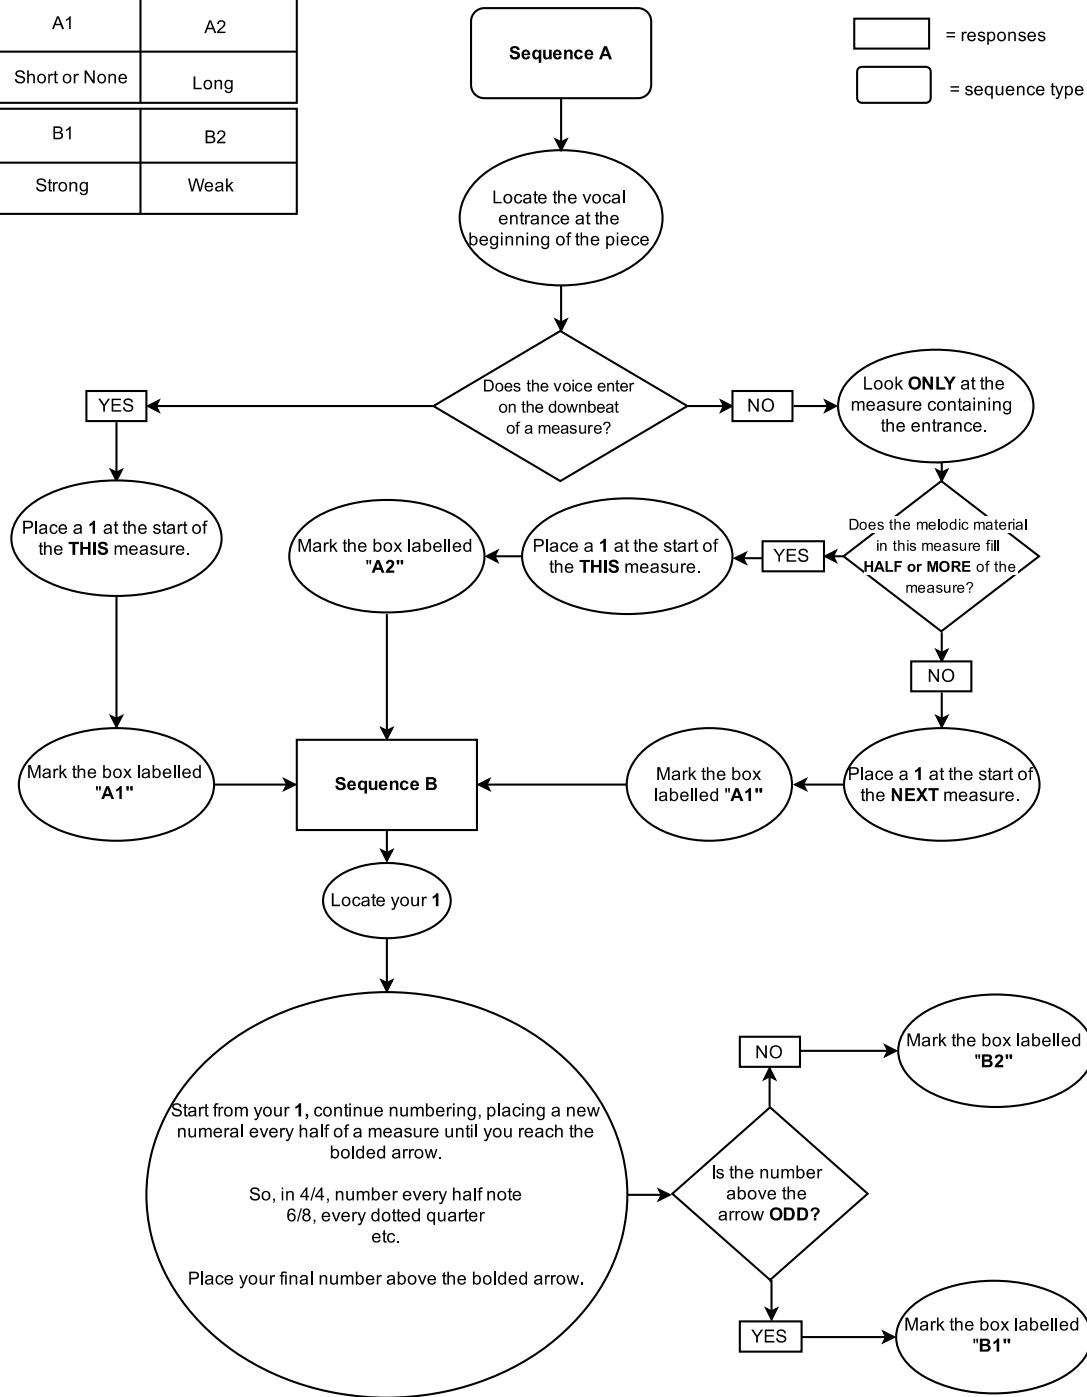 A1
A2
Short or None
Long
B1
B2
Strong
Weak
Sequence A
= responses
= sequence type
Locate the vocal
entrance at the
beginning of the piece
Does the voice enter
on the downbeat
of a measure?
YES
NO
Look ONLY at the
measure containing
the entrance.
Place a 1 at the start of
the THIS measure.
Mark the box labelled
"A2"
Place a 1 at the start of
the THIS measure.
YES
Does the melodic material
in this measure fill
HALF or MORE of the
measure?
NO
Mark the box labelled
"A1"
Sequence B
Mark the box
labelled "A1"
Place a 1 at the start of
the NEXT measure.
Locate your 1
Start from your 1, continue numbering, placing a new
numeral every half of a measure until you reach the
bolded arrow.
So, in 4/4, number every half note
6/8, every dotted quarter
etc.
Place your final number above the bolded arrow.
Is the number
above the
arrow ODD?
NO
Mark the box labelled
"B2"
YES
Mark the box labelled
"B1"